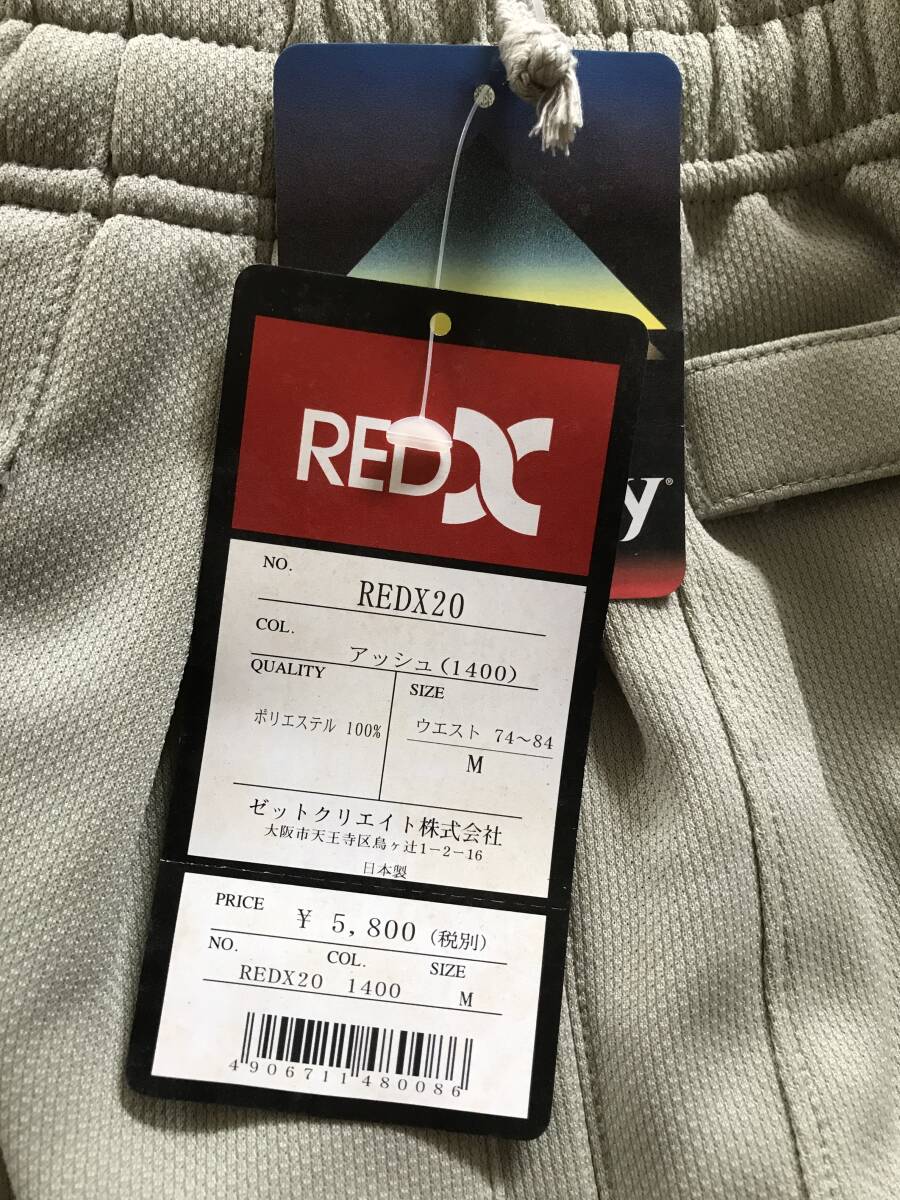 REDX
y®
NO.
REDX20
COL.
アッシュ(1400)
QUALITY
ポリエステル 100%
SIZE
ウエスト 74～84
M
ゼットクリエイト株式会社
大阪市天王寺区烏ヶ辻1-2-16
日本製
PRICE ¥ 5,800 (税別)
NO. COL. SIZE
REDX20 1400 M
4906711480086